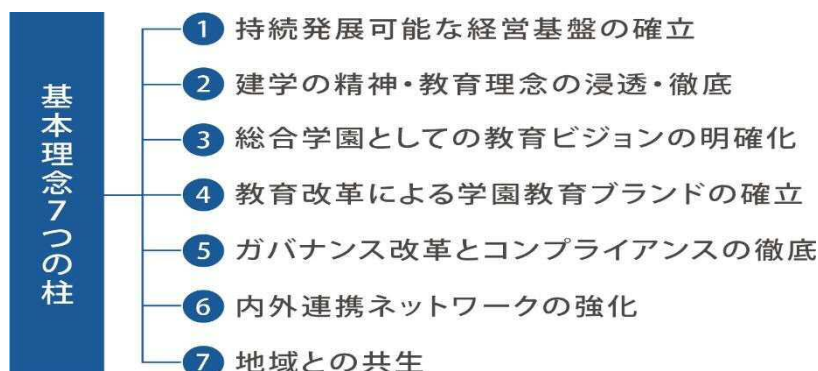 基本理念7つの柱
1 持続発展可能な経営基盤の確立
2 建学の精神・教育理念の浸透・徹底
3 総合学園としての教育ビジョンの明確化
4 教育改革による学園教育ブランドの確立
5 ガバナンス改革とコンプライアンスの徹底
6 内外連携ネットワークの強化
7 地域との共生